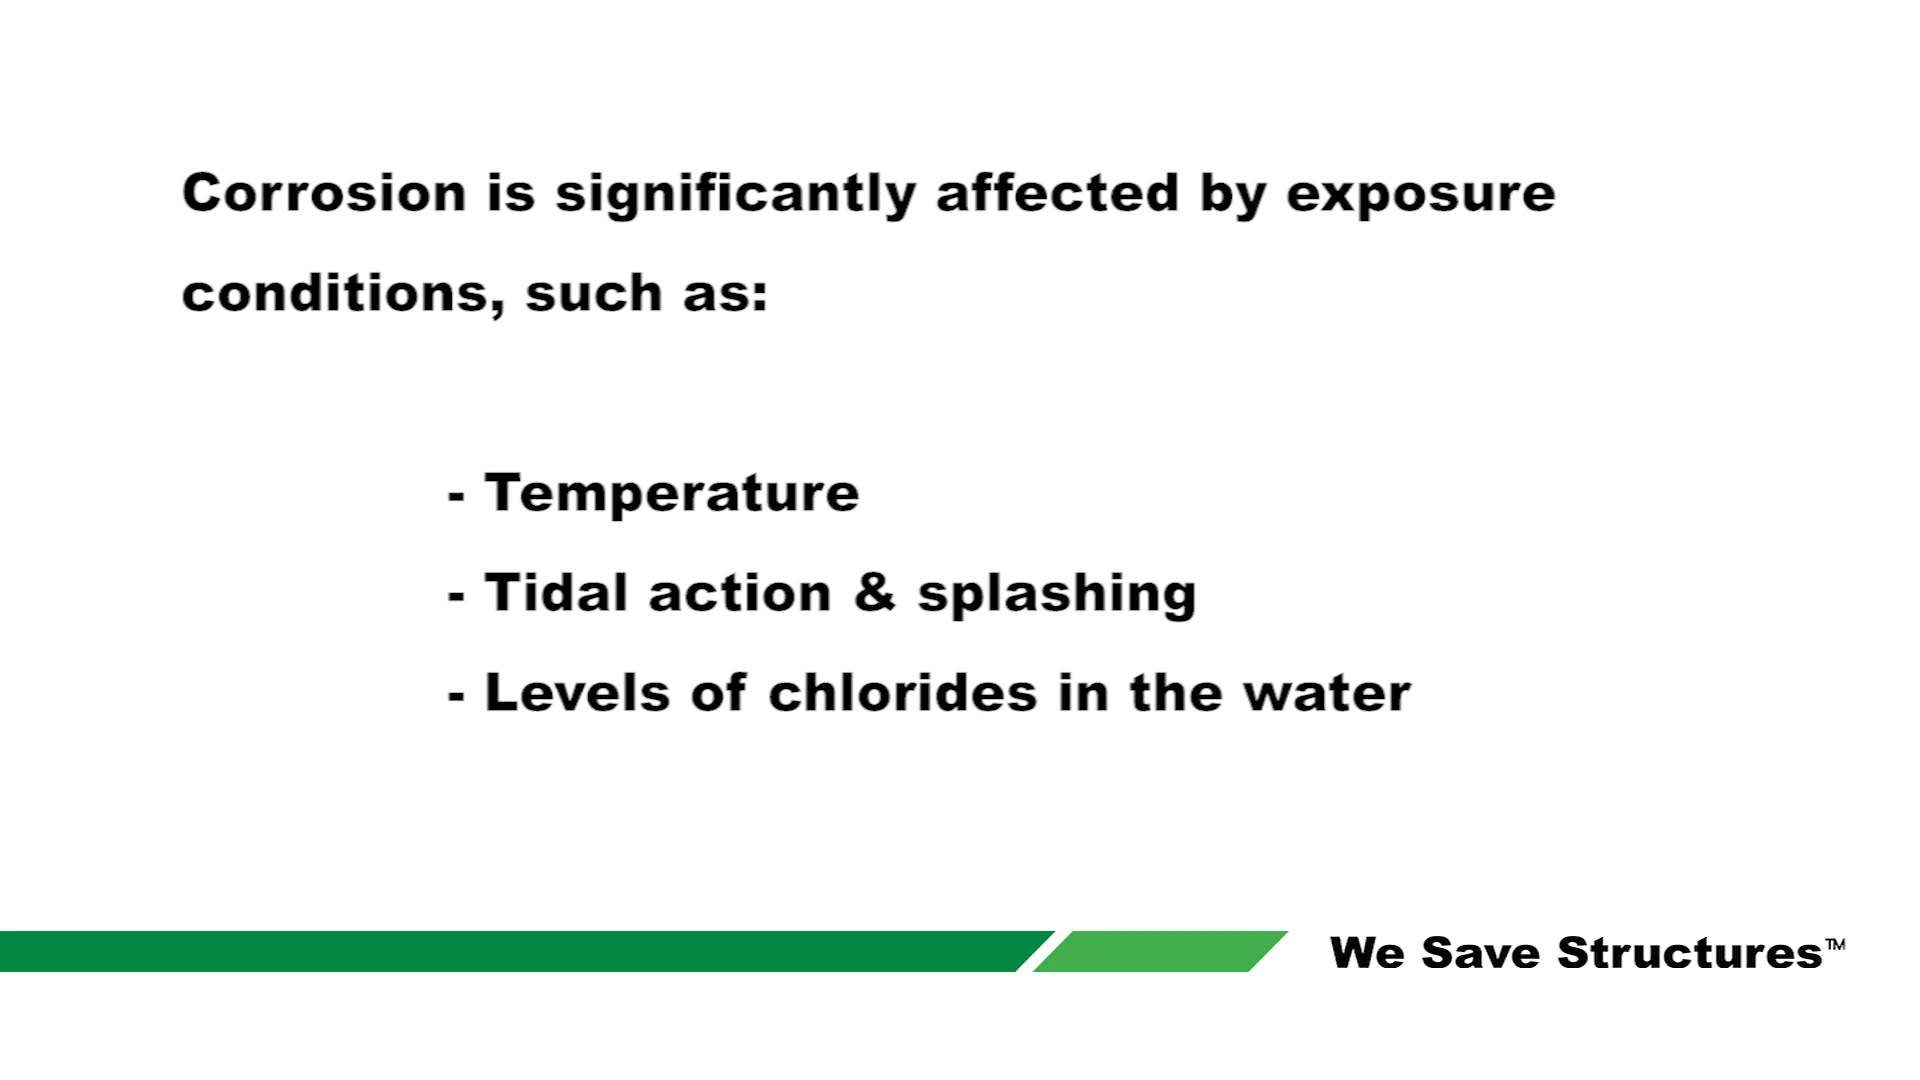 Corrosion is significantly affected by exposure
conditions, such as:
- Temperature
- Tidal action & splashing
- Levels of chlorides in the water
We Save Structures™